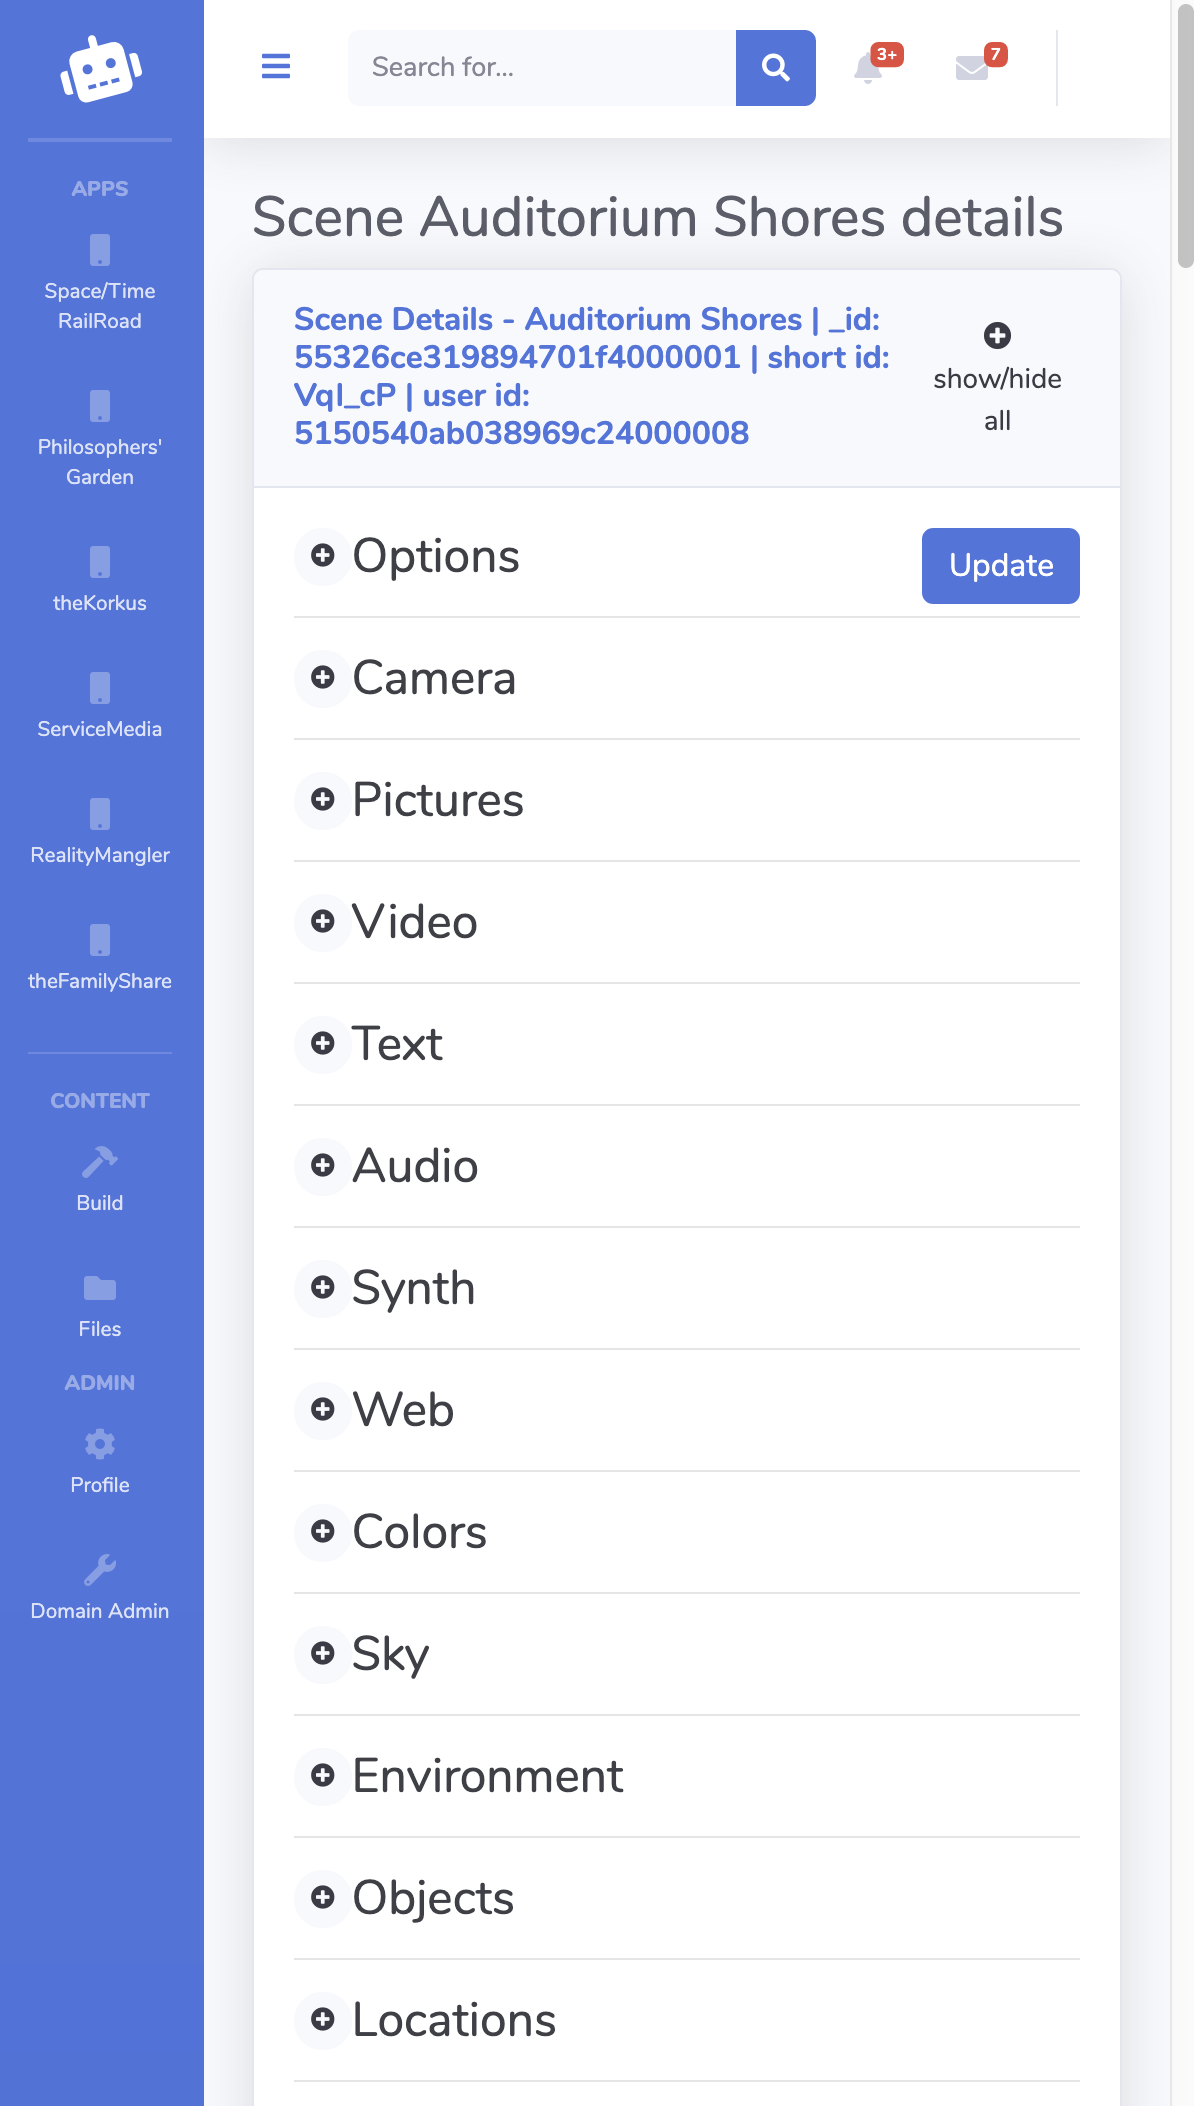 Search for...
3+
7
APPS
Space/Time
RailRoad
Philosophers'
Garden
theKorkus
ServiceMedia
RealityMangler
theFamilyShare
CONTENT
Build
Files
ADMIN
Profile
Domain Admin
Scene Auditorium Shores details
Scene Details - Auditorium Shores | _id:
55326ce319894701f4000001 | short id:
VqI_cP | user id:
5150540ab038969c24000008
show/hide
all
Options
Update
Camera
Pictures
Video
Text
Audio
Synth
Web
Colors
Sky
Environment
Objects
Locations